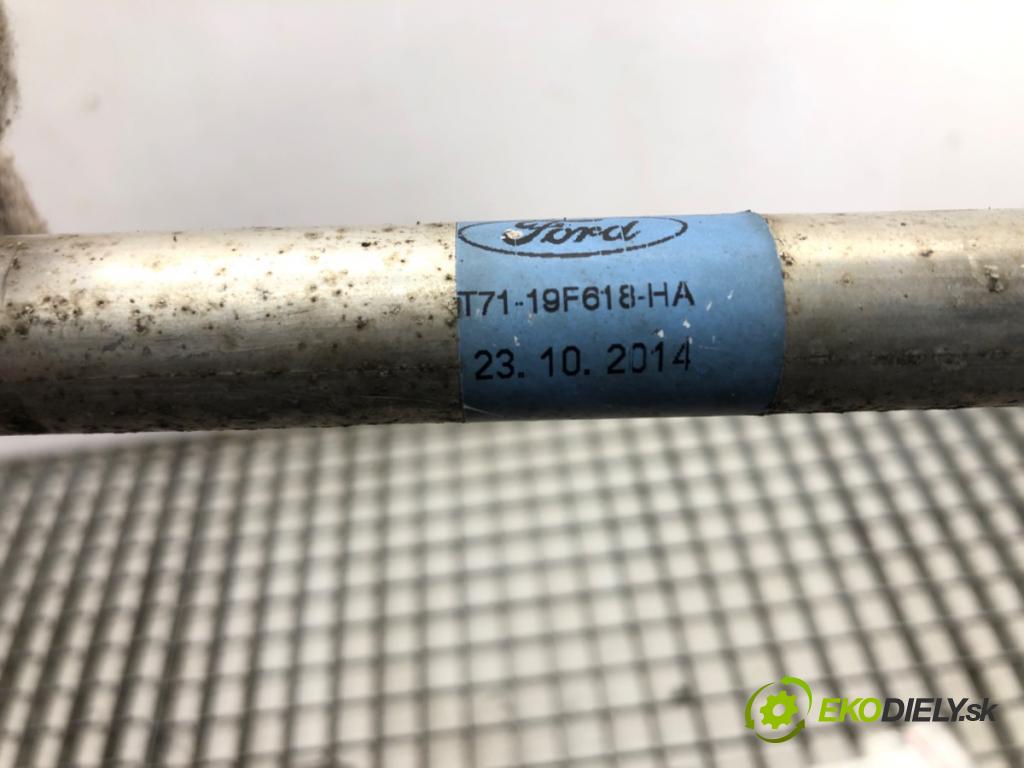 Ford
T71-19F618-HA
23. 10. 2014
EKODIELY.sk